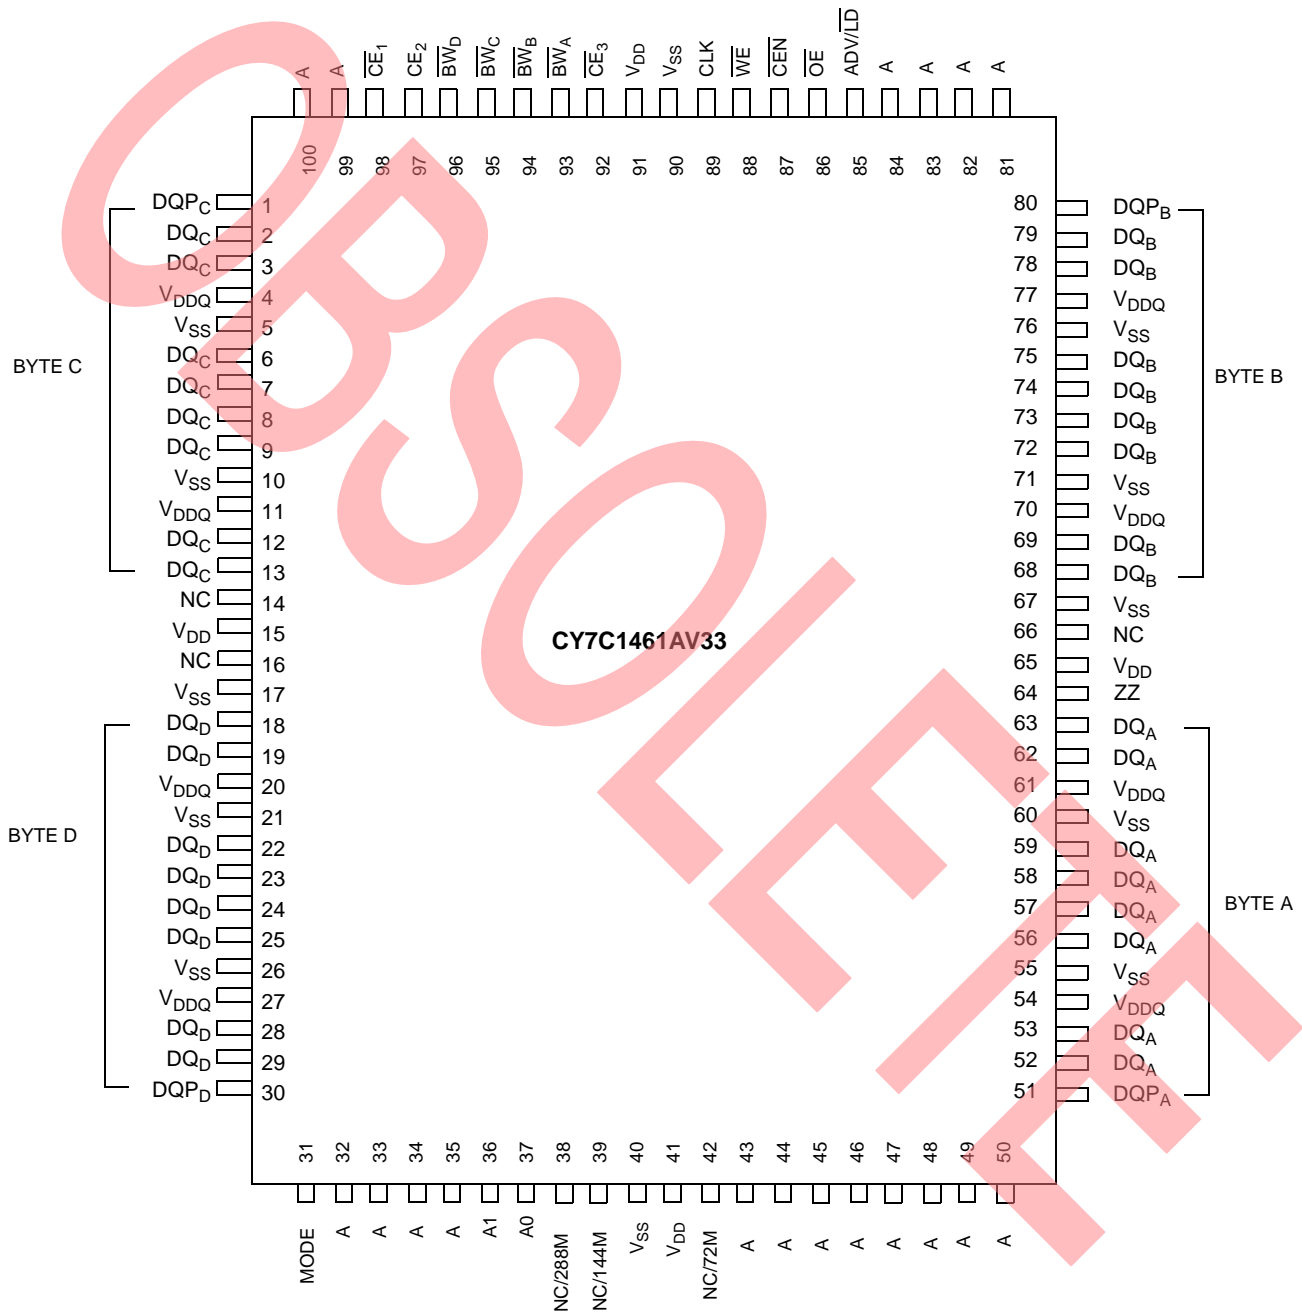 A
A
CE1
CE2
BWD
BWC
BWB
BWA
CE3
VDD
VSS
CLK
WE
CEN
OE
ADV/LD
A
A
A
A
100
99
98
97
96
95
94
93
92
91
90
89
88
87
86
85
84
83
82
81
BYTE C
DQPC 1
DQC 2
DQC 3
VDDQ 4
VSS 5
DQC 6
DQC 7
DQC 8
DQC 9
VSS 10
VDDQ 11
DQC 12
DQC 13
NC 14
VDD 15
NC 16
VSS 17
BYTE D
DQD 18
DQD 19
VDDQ 20
VSS 21
DQD 22
DQD 23
DQD 24
DQD 25
VSS 26
VDDQ 27
DQD 28
DQD 29
DQPD 30
CY7C1461AV33
OBSOLETE
80 DQPB
79 DQB
78 DQB
77 VDDQ
76 VSS
75 DQB
74 DQB
73 DQB
72 DQB
71 VSS
70 VDDQ
69 DQB
68 DQB
BYTE B
67 VSS
66 NC
65 VDD
64 ZZ
63 DQA
62 DQA
61 VDDQ
60 VSS
59 DQA
58 DQA
57 DQA
56 DQA
55 VSS
54 VDDQ
53 DQA
52 DQA
51 DQPA
BYTE A
31
32
33
34
35
36
37
38
39
40
41
42
43
44
45
46
47
48
49
50
MODE
A
A
A
A
A1
A0
NC/288M
NC/144M
VSS
VDD
NC/72M
A
A
A
A
A
A
A
A